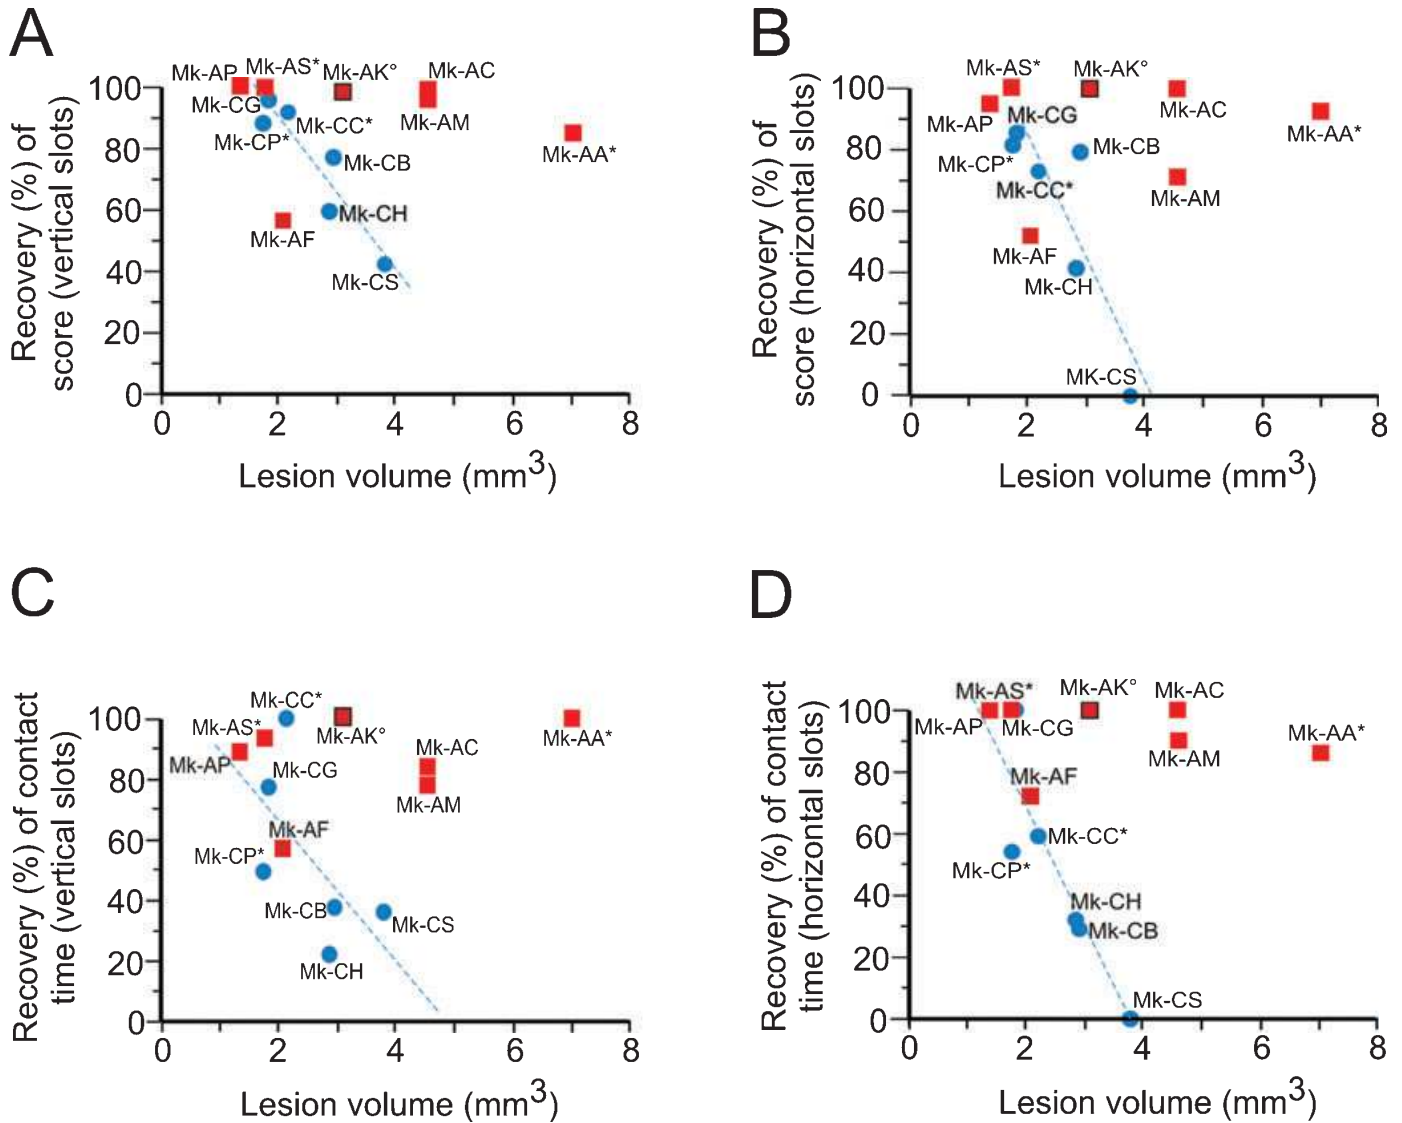 A
Recovery (%) of
score (vertical slots)
100
80
60
40
20
0
0 2 4 6 8
Lesion volume (mm3)
Mk-AP
Mk-AS*
Mk-AK°
Mk-AC
Mk-CG
Mk-CC*
Mk-AM
Mk-CP*
Mk-CB
Mk-AA*
Mk-CH
Mk-AF
Mk-CS
B
Recovery (%) of
score (horizontal slots)
100
80
60
40
20
0
0 2 4 6 8
Lesion volume (mm3)
Mk-AS*
Mk-AK°
Mk-AP
Mk-CG
Mk-AC
Mk-AA*
Mk-CP*
Mk-CB
Mk-CC*
Mk-AM
Mk-AF
Mk-CH
MK-CS
C
Recovery (%) of contact
time (vertical slots)
100
80
60
40
20
0
0 2 4 6 8
Lesion volume (mm3)
Mk-CC*
Mk-AS*
Mk-AK°
Mk-AA*
Mk-AP
Mk-CG
Mk-AC
Mk-AM
Mk-AF
Mk-CP*
Mk-CB
Mk-CS
Mk-CH
D
Recovery (%) of contact
time (horizontal slots)
100
80
60
40
20
0
0 2 4 6 8
Lesion volume (mm3)
Mk-AS*
Mk-AK°
Mk-AC
Mk-AP
Mk-CG
Mk-AA*
Mk-AM
Mk-AF
Mk-CC*
Mk-CP*
Mk-CH
Mk-CB
Mk-CS